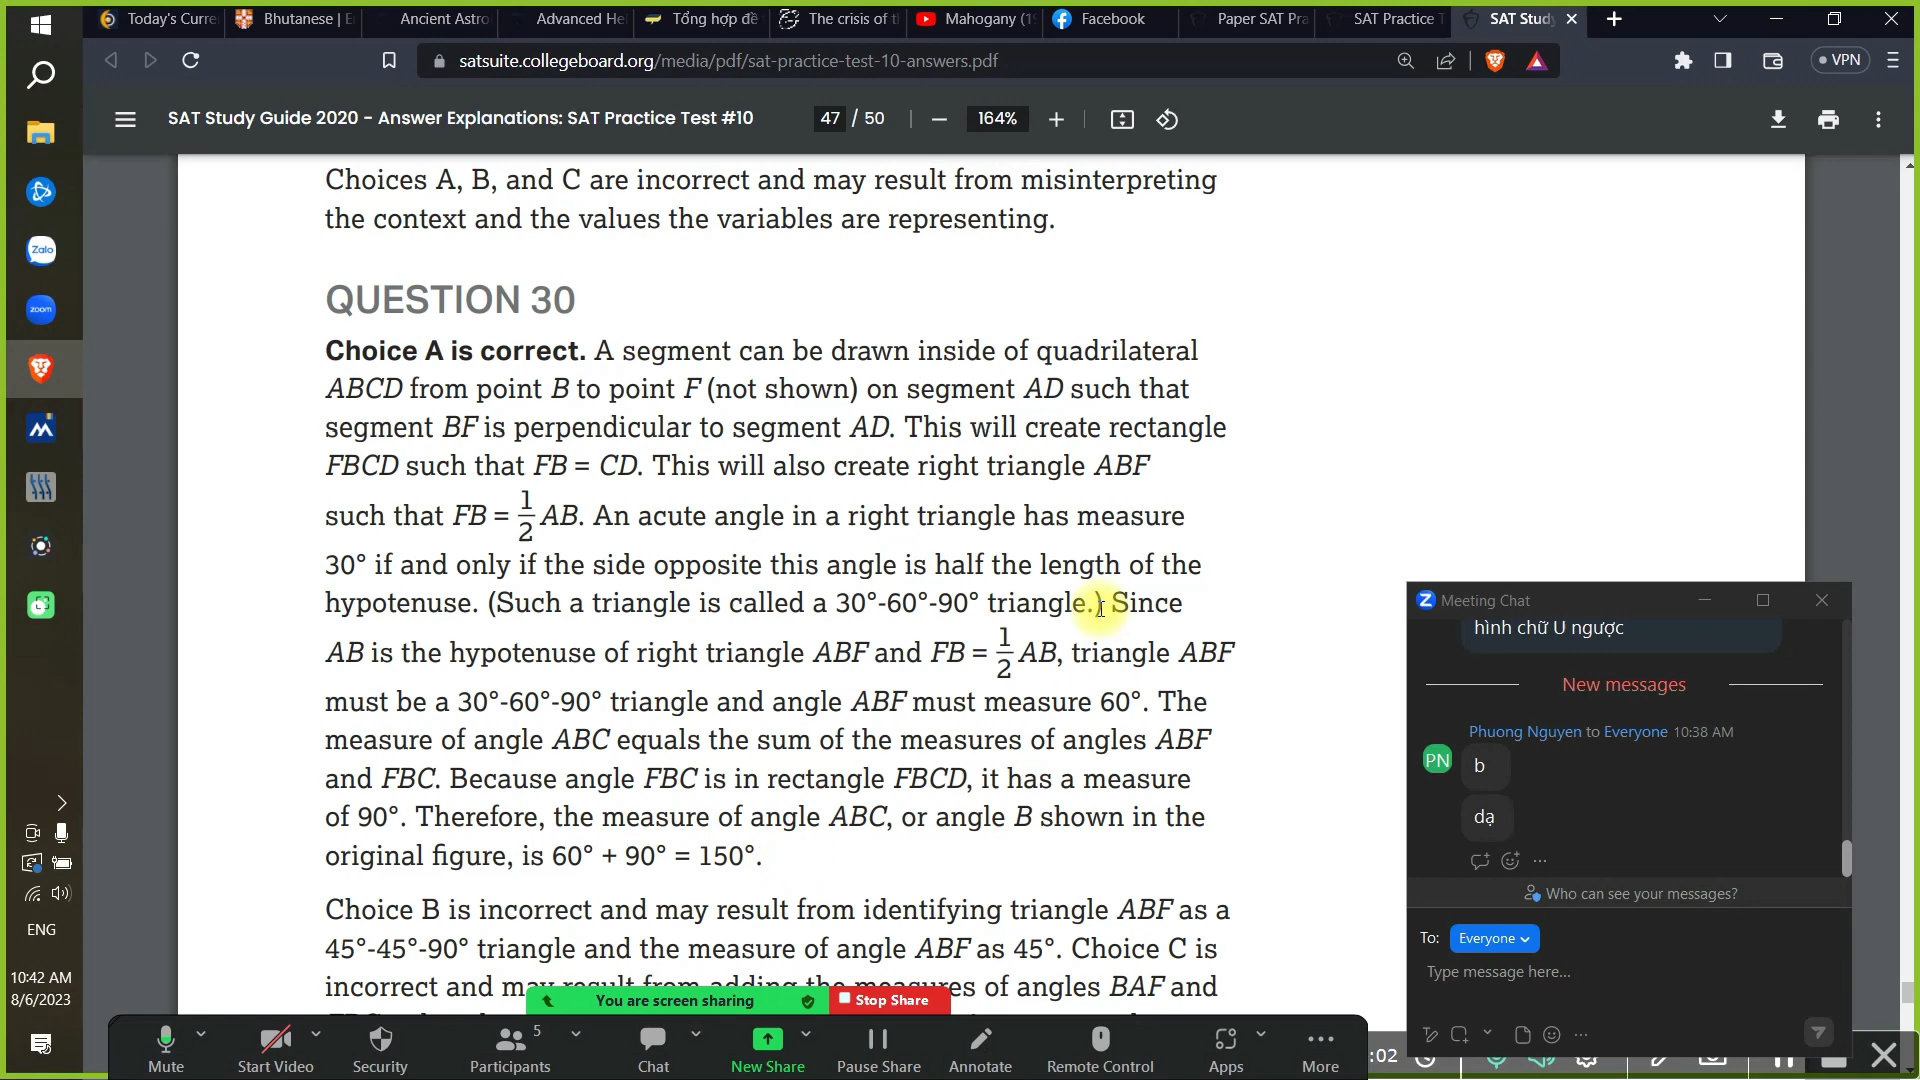 Today's Curre
Bhutanese | E
Ancient Astro
Advanced He
Tổng hợp đề
The crisis of t
Mahogany (1
Facebook
Paper SAT Pra
SAT Practice T
SAT Stud
satsuite.collegeboard.org/media/pdf/sat-practice-test-10-answers.pdf
VPN
SAT Study Guide 2020 – Answer Explanations: SAT Practice Test #10
47 / 50
164%
Choices A, B, and C are incorrect and may result from misinterpreting
the context and the values the variables are representing.
QUESTION 30
Choice A is correct. A segment can be drawn inside of quadrilateral
ABCD from point B to point F (not shown) on segment AD such that
segment BF is perpendicular to segment AD. This will create rectangle
FBCD such that FB = CD. This will also create right triangle ABF
such that FB = 1/2 AB. An acute angle in a right triangle has measure
30° if and only if the side opposite this angle is half the length of the
hypotenuse. (Such a triangle is called a 30°-60°-90° triangle.) Since
AB is the hypotenuse of right triangle ABF and FB = 1/2 AB, triangle ABF
must be a 30°-60°-90° triangle and angle ABF must measure 60°. The
measure of angle ABC equals the sum of the measures of angles ABF
and FBC. Because angle FBC is in rectangle FBCD, it has a measure
of 90°. Therefore, the measure of angle ABC, or angle B shown in the
original figure, is 60° + 90° = 150°.
Choice B is incorrect and may result from identifying triangle ABF as a
45°-45°-90° triangle and the measure of angle ABF as 45°. Choice C is
incorrect and may result from adding the measures of angles BAF and
Zalo
zoom
ENG
10:42 AM
8/6/2023
Meeting Chat
hình chữ U ngược
New messages
Phuong Nguyen to Everyone 10:38 AM
PN
b
dạ
Who can see your messages?
To: Everyone
Type message here...
You are screen sharing
Stop Share
Mute
Start Video
Security
Participants
5
Chat
New Share
Pause Share
Annotate
Remote Control
Apps
More
:02